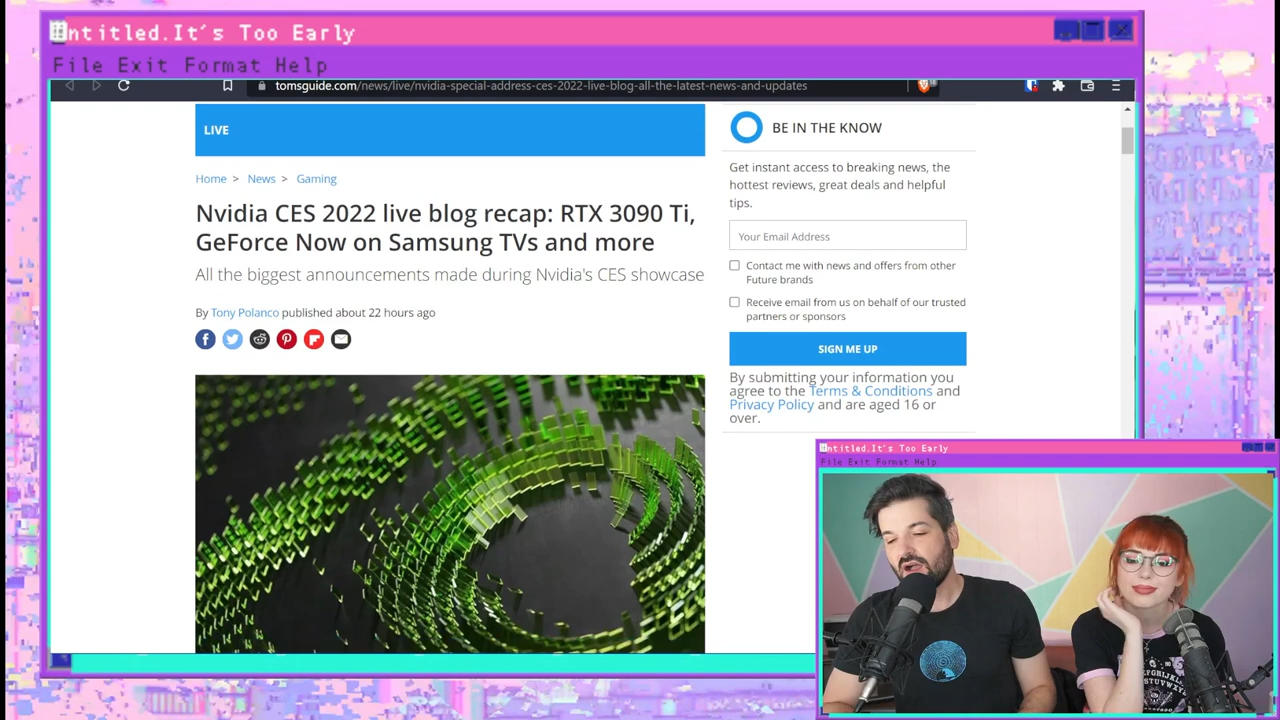 Untitled.It's Too Early
File Exit Format Help
tomsguide.com/news/live/nvidia-special-address-ces-2022-live-blog-all-the-latest-news-and-updates
LIVE
Home > News > Gaming
Nvidia CES 2022 live blog recap: RTX 3090 Ti,
GeForce Now on Samsung TVs and more
All the biggest announcements made during Nvidia's CES showcase
By Tony Polanco published about 22 hours ago
BE IN THE KNOW
Get instant access to breaking news, the
hottest reviews, great deals and helpful
tips.
Your Email Address
Contact me with news and offers from other
Future brands
Receive email from us on behalf of our trusted
partners or sponsors
SIGN ME UP
By submitting your information you
agree to the Terms & Conditions and
Privacy Policy and are aged 16 or
over.
Untitled.It's Too Early
File Exit Format Help